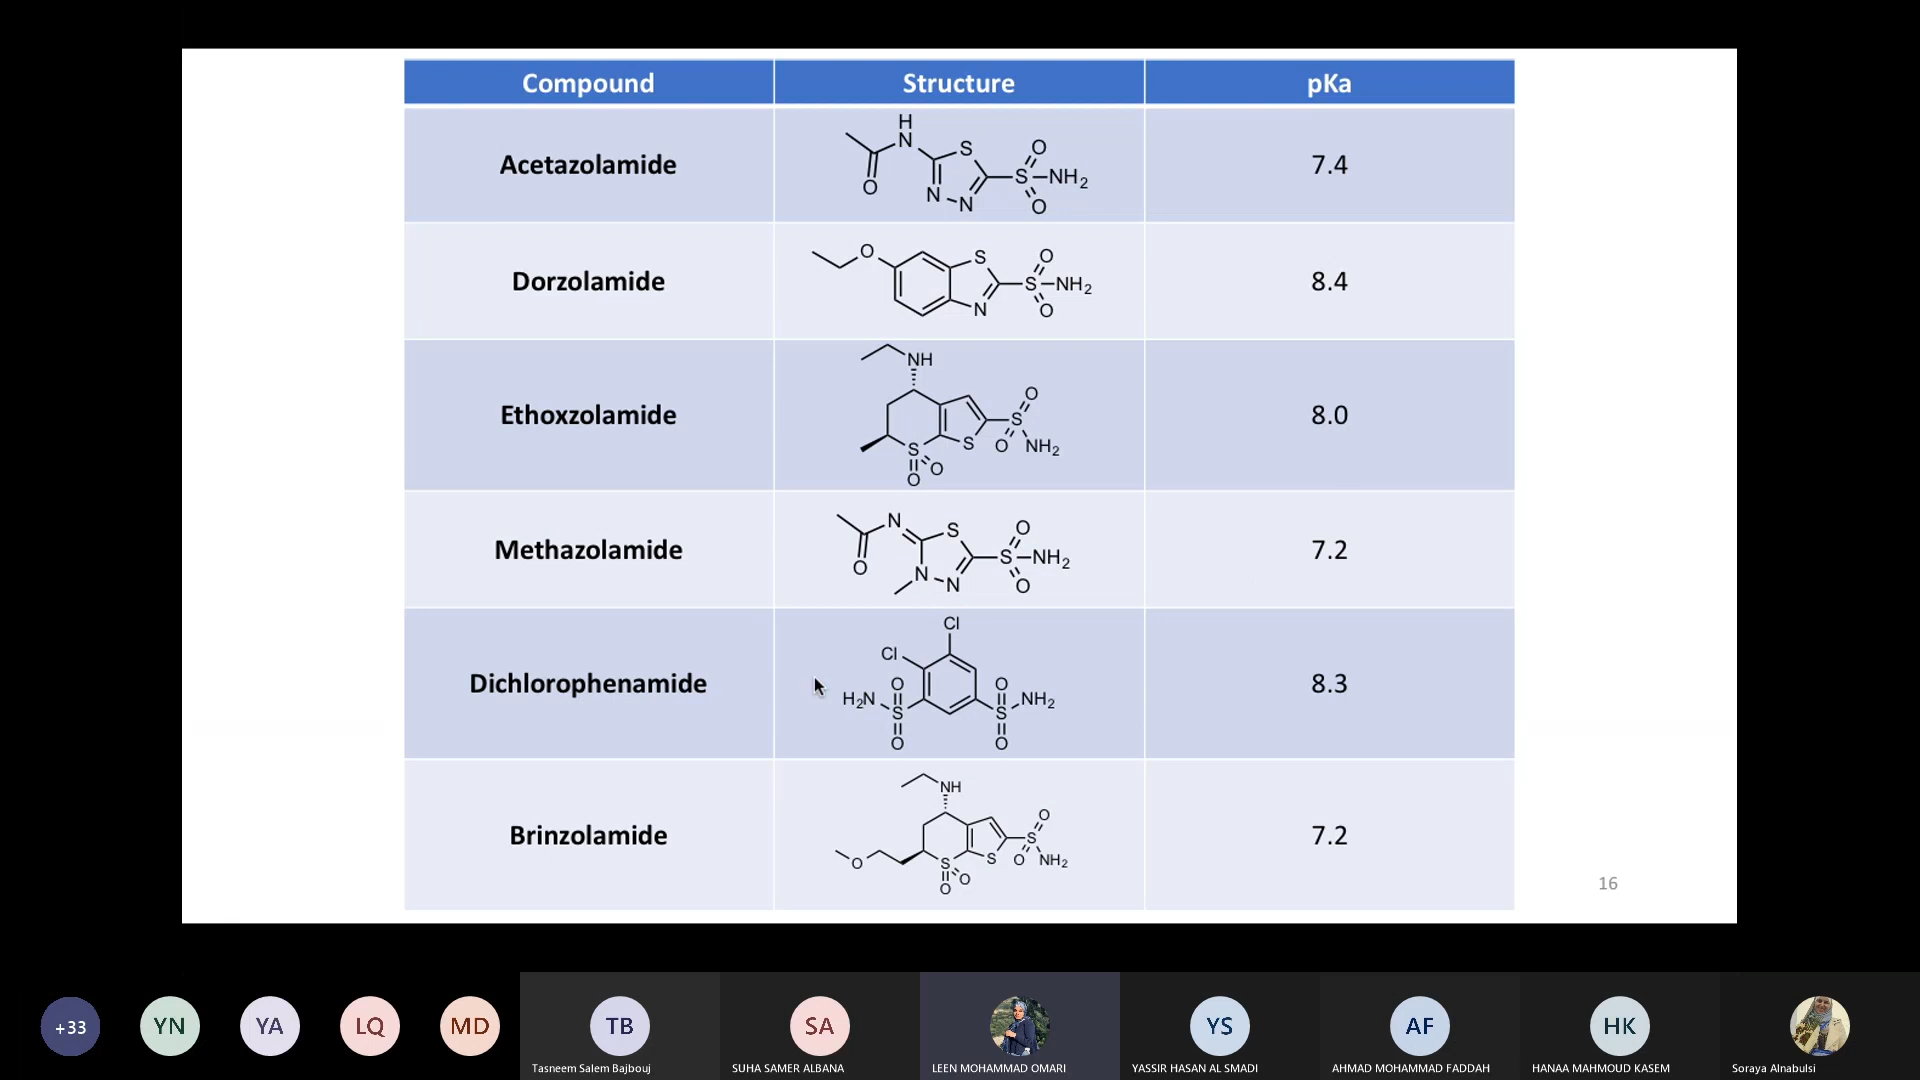 Compound Structure pKa
Acetazolamide 7.4
H
N
S
O
O
S
NH2
O
N
N
Dorzolamide 8.4
O
S
O
S
NH2
N
O
Ethoxzolamide 8.0
NH
O
S
O
NH2
S
S
O
O
Methazolamide 7.2
N
S
O
S
NH2
O
N
N
O
Dichlorophenamide 8.3
Cl
Cl
O
O
H2N
NH2
S
S
O
O
Brinzolamide 7.2
NH
O
S
O
NH2
O
S
S
O
O
16
+33 YN YA LQ MD TB SA YS AF HK
Tasneem Salem Bajbouj SUHA SAMER ALBANA LEEN MOHAMMAD OMARI YASSIR HASAN AL SMADI AHMAD MOHAMMAD FADDAH HANAA MAHMOUD KASEM Soraya Alnabulsi